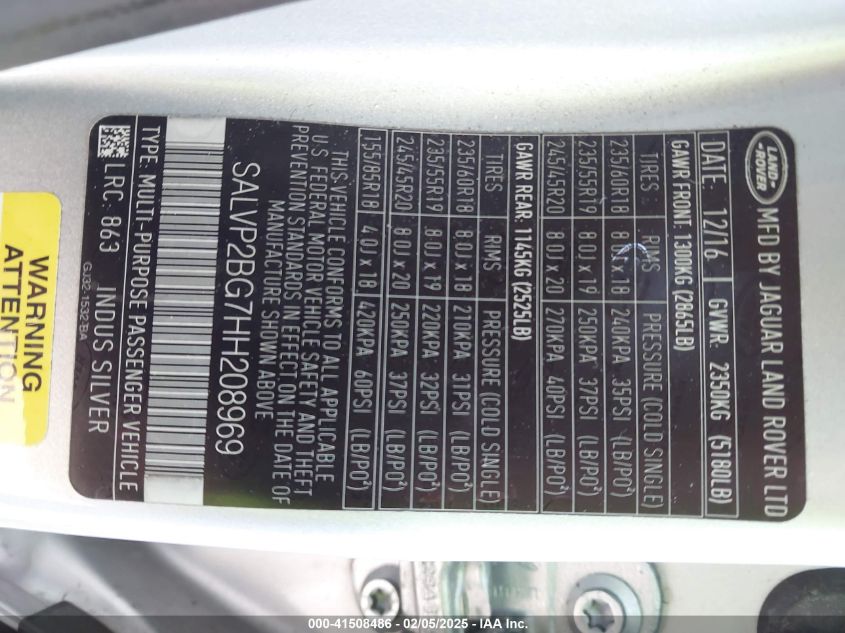 LAND-
-ROVER
MFD BY JAGUAR LAND ROVER LTD
DATE: 12/16 GVWR 2350KG (5180LB)
GAWR FRONT: 1300KG (2865LB)
TIRES RIMS PRESSURE (COLD SINGLE)
235/60R18 8.0J x 18 240KPA 35PSI (LB/PO²)
235/55R19 8.0J x 19 250KPA 37PSI (LB/PO²)
245/45R20 8.0J x 20 270KPA 40PSI (LB/PO²)
GAWR REAR: 1145KG (2525LB)
TIRES RIMS PRESSURE (COLD SINGLE)
235/60R18 8.0J x 18 210KPA 31PSI (LB/PO²)
235/55R19 8.0J x 19 220KPA 32PSI (LB/PO²)
245/45R20 8.0J x 20 250KPA 37PSI (LB/PO²)
155/85R18 4.0J x 18 420KPA 60PSI (LB/PO²)
THIS VEHICLE CONFORMS TO ALL APPLICABLE
U.S FEDERAL MOTOR VEHICLE SAFETY AND THEFT
PREVENTION STANDARDS IN EFFECT ON THE DATE OF
MANUFACTURE SHOWN ABOVE
SALVP2BG7HH208969
TYPE: MULTI-PURPOSE PASSENGER VEHICLE
LRC 863 INDUS SILVER
WARNING
ATTENTION
000-41508486 - 02/05/2025 - IAA Inc.